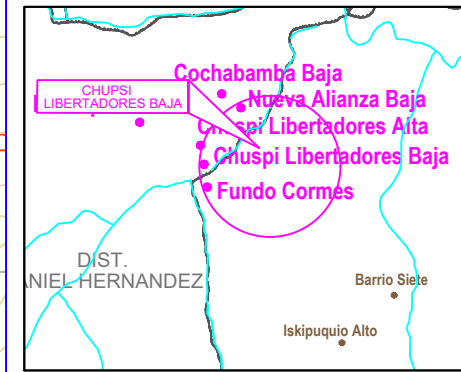 Cochabamba Baja
CHUPSI
LIBERTADORES BAJA
Nueva Alianza Baja
Chuspi Libertadores Alta
Chuspi Libertadores Baja
Fundo Cormes
DIST.
NIEL HERNANDEZ
Barrio Siete
Iskipuquio Alto